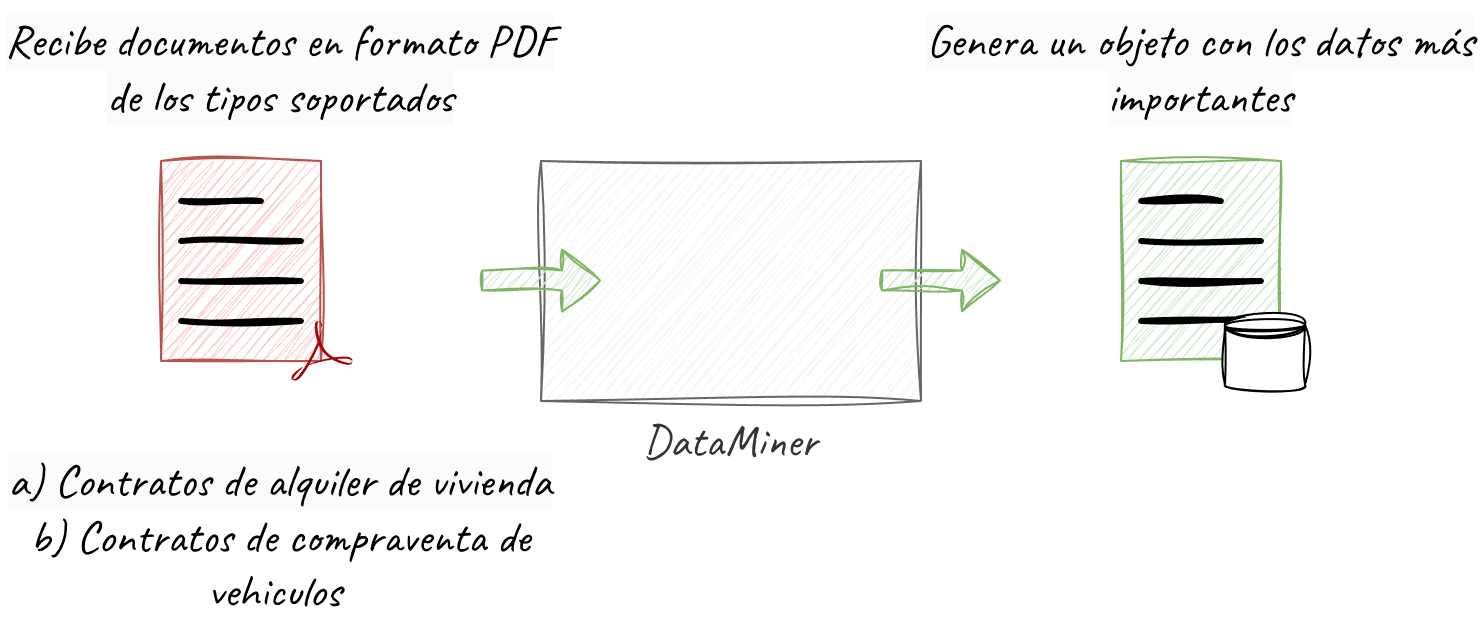 Recibe documentos en formato PDF
de los tipos soportados
Genera un objeto con los datos más
importantes
DataMiner
a) Contratos de alquiler de vivienda
b) Contratos de compraventa de
vehiculos